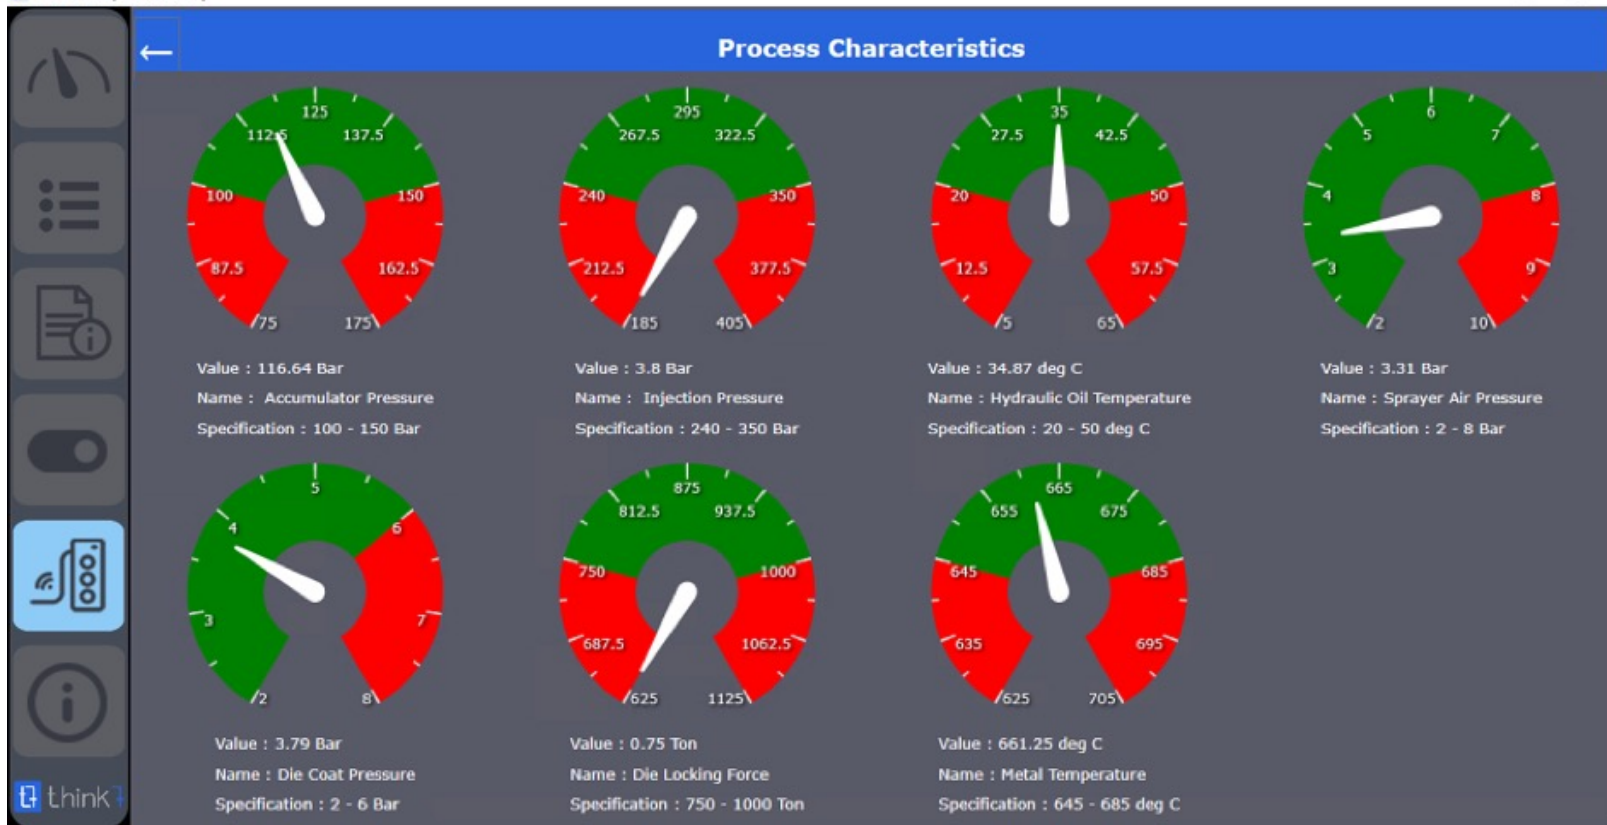 Process Characteristics
125
112.5 137.5
100 150
87.5 162.5
75 175
Value : 116.64 Bar
Name : Accumulator Pressure
Specification : 100 - 150 Bar
295
267.5 322.5
240 350
212.5 377.5
185 405
Value : 3.8 Bar
Name : Injection Pressure
Specification : 240 - 350 Bar
35
27.5 42.5
20 50
12.5 57.5
5 65
Value : 34.87 deg C
Name : Hydraulic Oil Temperature
Specification : 20 - 50 deg C
6
5 7
4 8
3 9
2 10
Value : 3.31 Bar
Name : Sprayer Air Pressure
Specification : 2 - 8 Bar
5
4 6
3 7
2 8
Value : 3.79 Bar
Name : Die Coat Pressure
Specification : 2 - 6 Bar
875
812.5 937.5
750 1000
687.5 1062.5
625 1125
Value : 0.75 Ton
Name : Die Locking Force
Specification : 750 - 1000 Ton
665
655 675
645 685
635 695
625 705
Value : 661.25 deg C
Name : Metal Temperature
Specification : 645 - 685 deg C
think